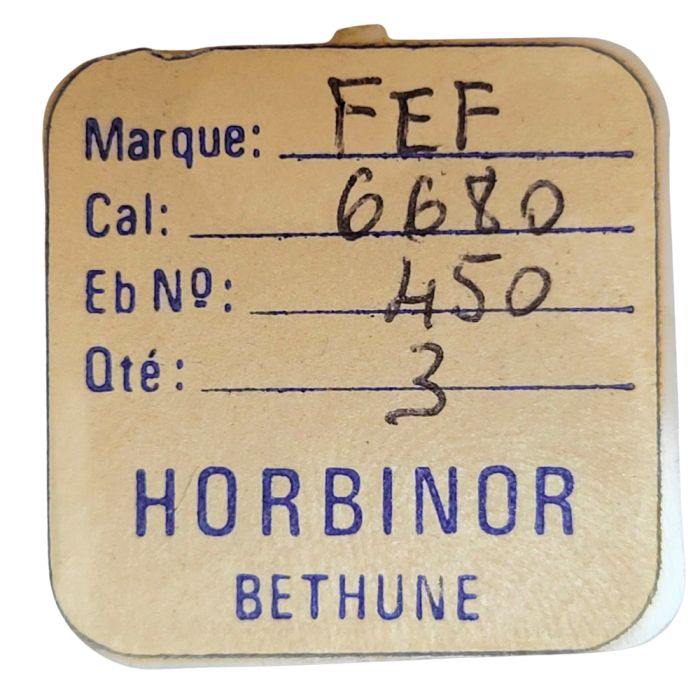 Marque: FEF
Cal: 6680
Eb Nº: 450
Qté: 3
HORBINOR
BETHUNE